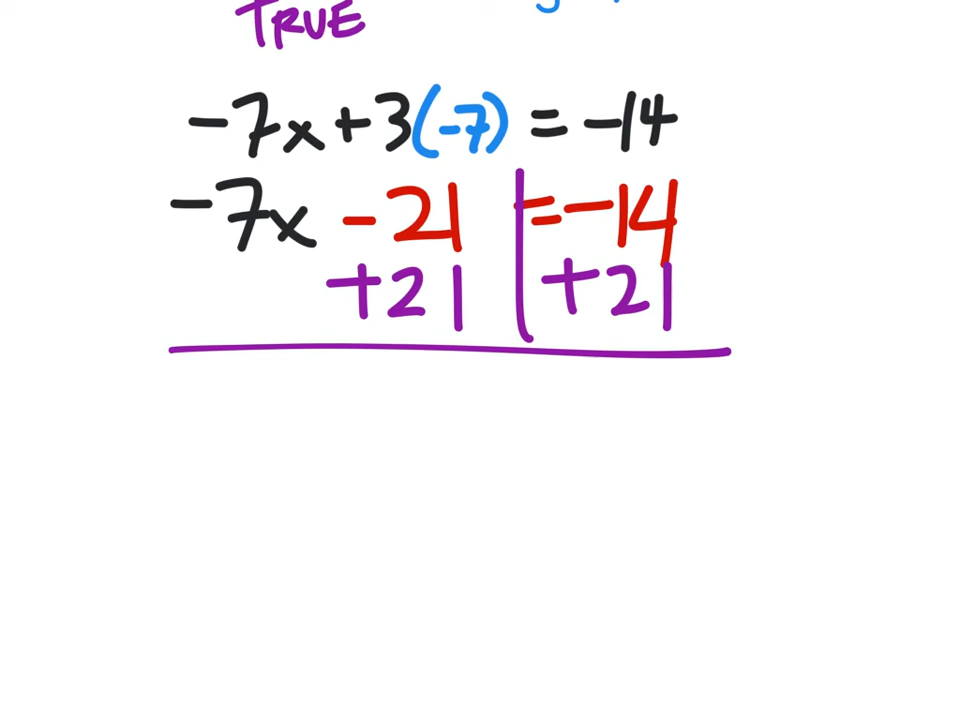 TRUE
-7x+3(-7) = -14
-7x -21 = -14
+21 +21